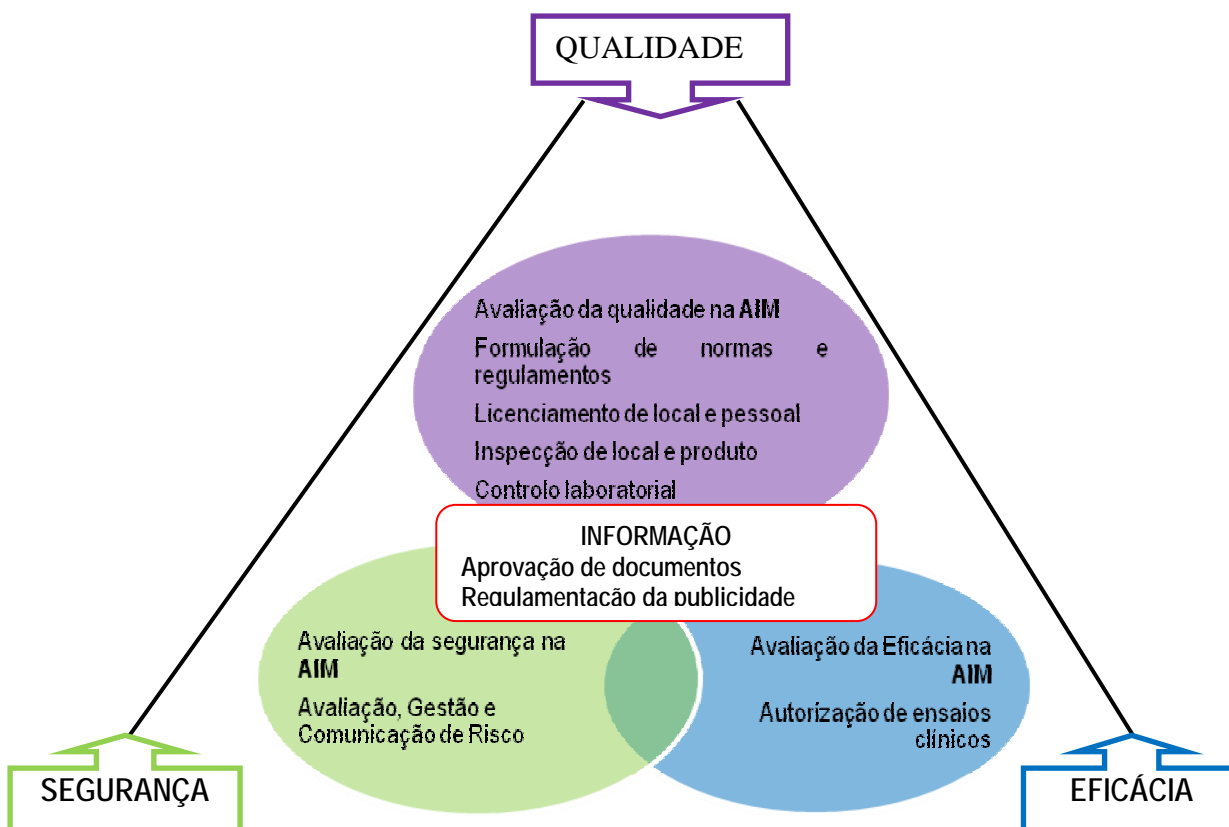 QUALIDADE
Avaliação da qualidade na AIM
Formulação de normas e
regulamentos
Licenciamento de local e pessoal
Inspecção de local e produto
Controlo laboratorial
INFORMAÇÃO
Aprovação de documentos
Regulamentação da publicidade
Avaliação da segurança na
AIM
Avaliação, Gestão e
Comunicação de Risco
Avaliação da Eficácia na
AIM
Autorização de ensaios
clínicos
SEGURANÇA
EFICÁCIA